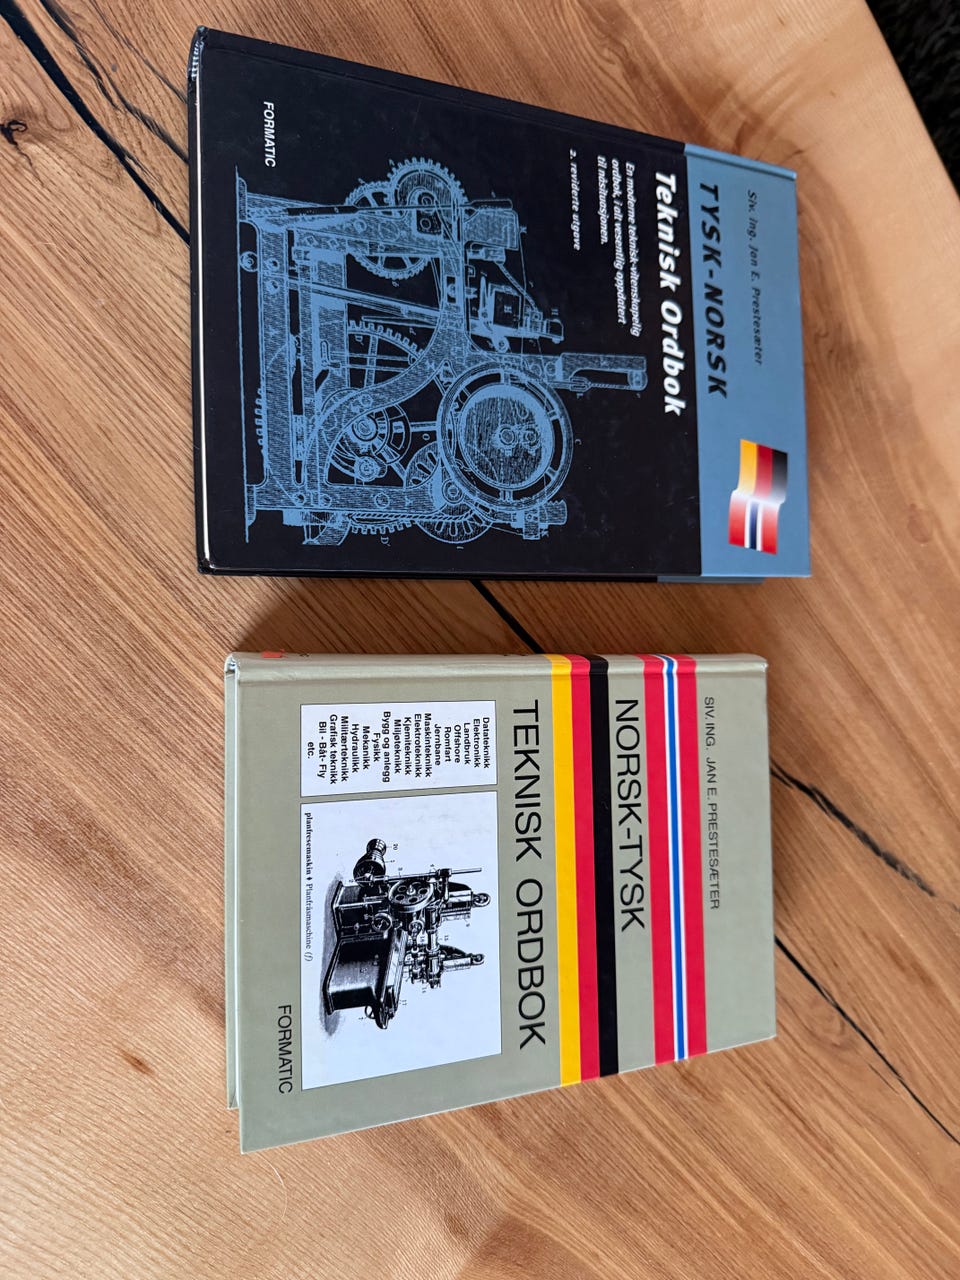 Siv. ing. Jan E. Prestesæter
TYSK-NORSK
Teknisk Ordbok
En moderne teknisk-vitenskapelig
ordbok, i alt vesentlig oppdatert
til nåsituasjonen.
2. reviderte utgave
FORMATIC
SIV. ING. JAN E. PRESTESÆTER
NORSK-TYSK
TEKNISK ORDBOK
Datateknikk
Elektronikk
Landbruk
Offshore
Romfart
Jernbane
Maskinteknikk
Elektroteknikk
Kjemiteknikk
Miljøteknikk
Bygg og anlegg
Fysikk
Mekanikk
Hydraulikk
Militærteknikk
Grafisk teknikk
Bil - Båt- Fly
etc.
planfresemaskin ♦ Planfräsmaschine (f)
FORMATIC